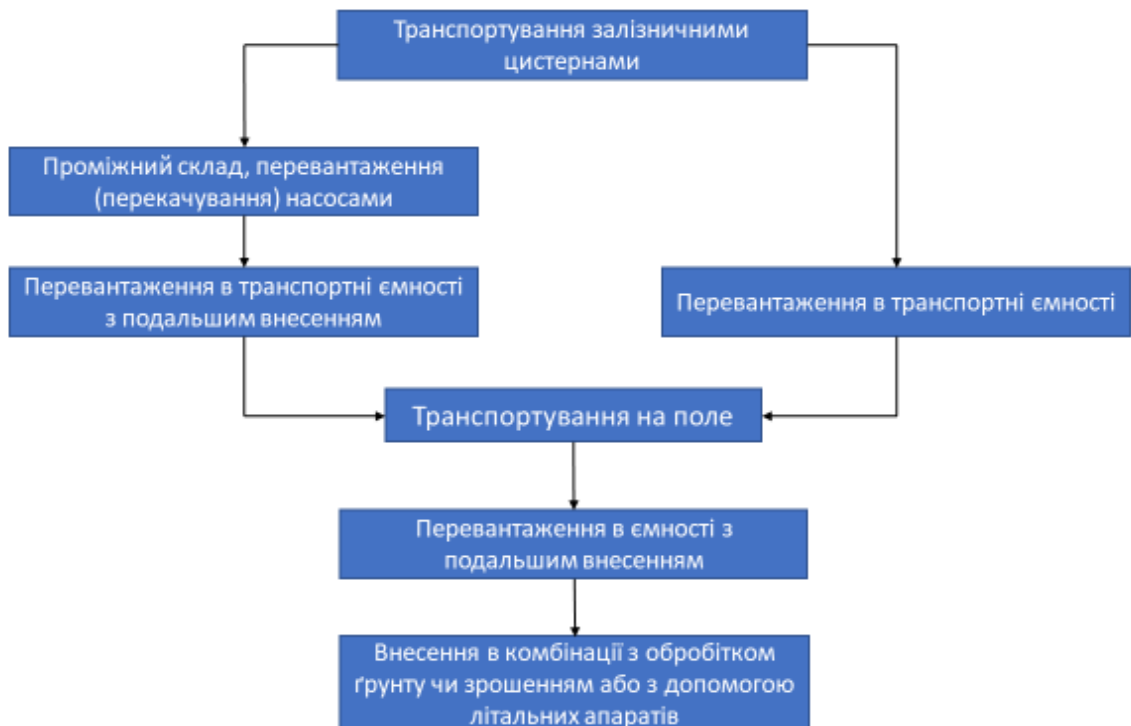 Транспортування залізничними
цистернами
Проміжний склад, перевантаження
(перекачування) насосами
Перевантаження в транспортні ємності
з подальшим внесенням
Перевантаження в транспортні ємності
Транспортування на поле
Перевантаження в ємності з
подальшим внесенням
Внесення в комбінації з обробітком
ґрунту чи зрошенням або з допомогою
літальних апаратів